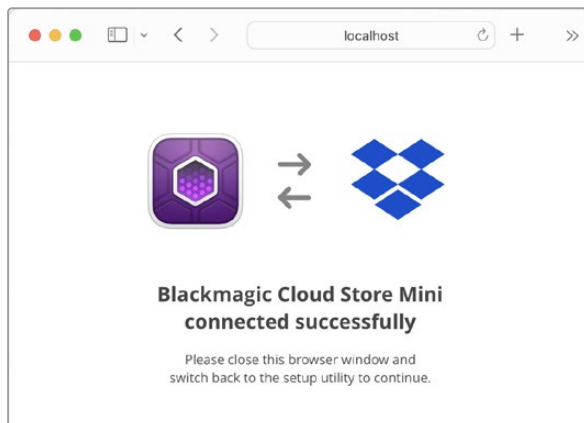 localhost
Blackmagic Cloud Store Mini
connected successfully
Please close this browser window and
switch back to the setup utility to continue.